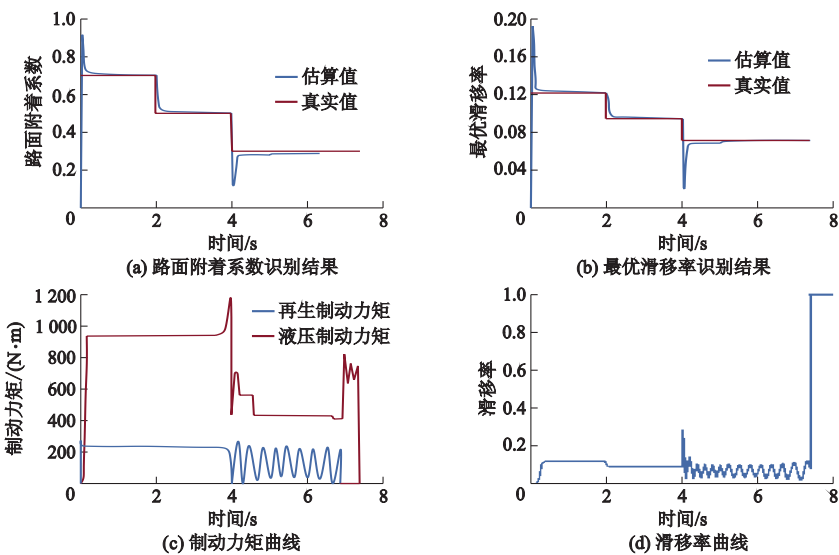 1.0
0.8
0.6
0.4
0.2
0
2
4
6
8
路面附着系数
估算值
真实值
时间/s
(a) 路面附着系数识别结果
0.20
0.16
0.12
0.08
0.04
0
2
4
6
8
最优滑移率
估算值
真实值
时间/s
(b) 最优滑移率识别结果
1 200
1 000
800
600
400
200
0
2
4
6
8
制动力矩/(N·m)
再生制动力矩
液压制动力矩
时间/s
(c) 制动力矩曲线
1.0
0.8
0.6
0.4
0.2
0
2
4
6
8
滑移率
时间/s
(d) 滑移率曲线